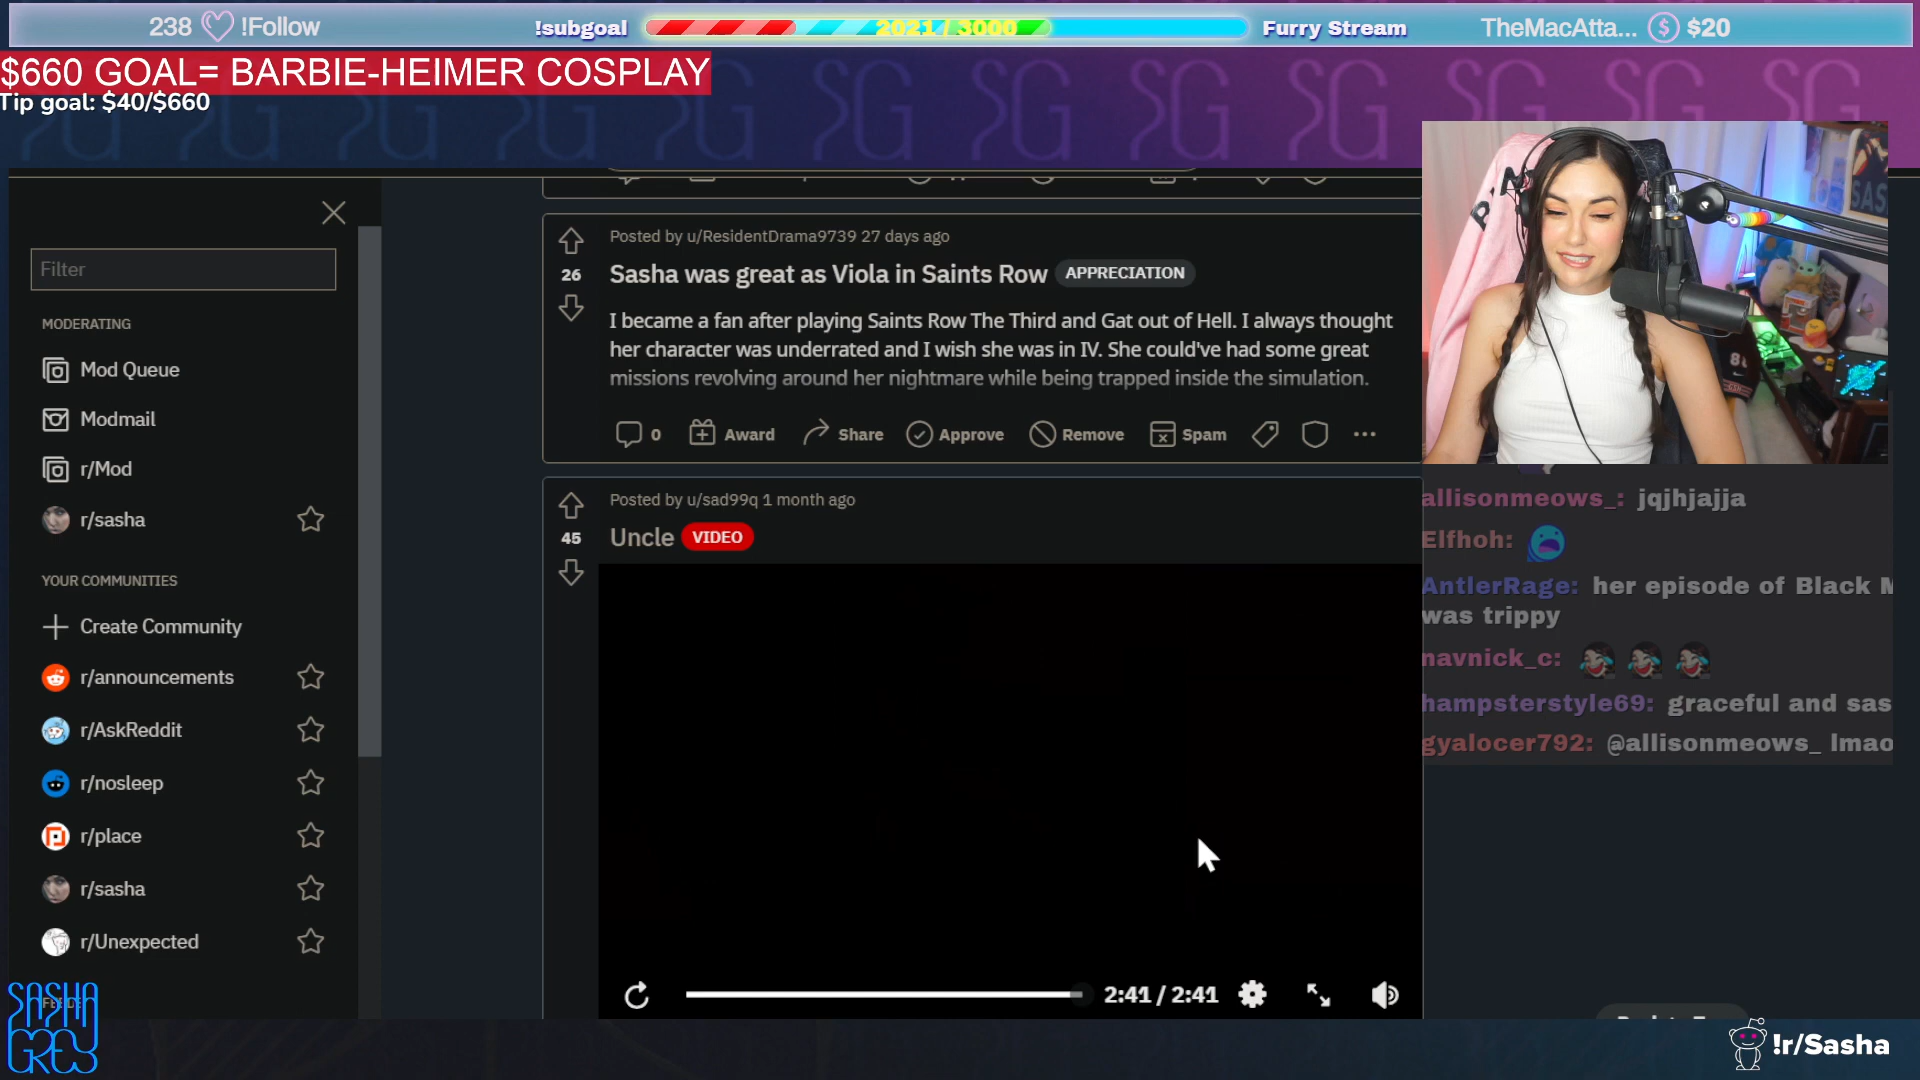 238 !Follow
!subgoal
2021 / 3000
Furry Stream
TheMacAtta... $20
$660 GOAL= BARBIE-HEIMER COSPLAY
Tip goal: $40/$660
Filter
MODERATING
Mod Queue
Modmail
r/Mod
r/sasha
YOUR COMMUNITIES
Create Community
r/announcements
r/AskReddit
r/nosleep
r/place
r/sasha
r/Unexpected
SASHA
GREY
Posted by u/ResidentDrama9739 27 days ago
26
Sasha was great as Viola in Saints Row APPRECIATION
I became a fan after playing Saints Row The Third and Gat out of Hell. I always thought
her character was underrated and I wish she was in IV. She could've had some great
missions revolving around her nightmare while being trapped inside the simulation.
0 Award Share Approve Remove Spam
Posted by u/sad99q 1 month ago
45
Uncle VIDEO
2:41 / 2:41
allisonmeows_: jqjhjajja
Elfhoh:
AntlerRage: her episode of Black M
was trippy
navnick_c:
hampsterstyle69: graceful and sas
gyalocer792: @allisonmeows_ lmao
!r/Sasha